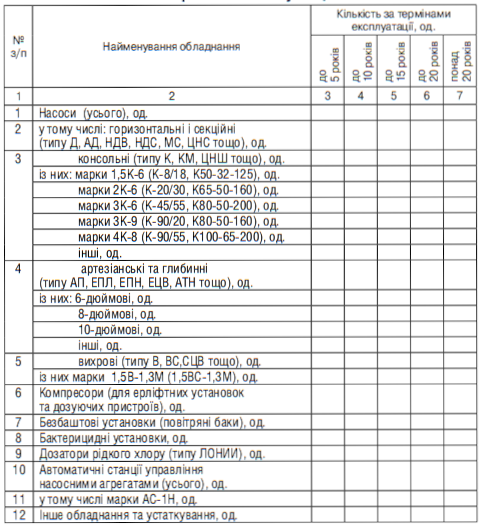 № з/п
Найменування обладнання
Кількість за термінами
експлуатації, од.
до 5 років
до 10 років
до 15 років
до 20 років
понад 20 років
1 2 3 4 5 6 7
1 Насоси (усього), од.
2 у тому числі: горизонтальні і секційні
(типу Д, АД, НДВ, НДС, МС, ЦНС тощо), од.
3 консольні (типу К, КМ, ЦНШ тощо), од.
із них: марки 1,5К-6 (К-8/18, К50-32-125), од.
марки 2К-6 (К-20/30, К65-50-160), од.
марки 3К-6 (К-45/55, К80-50-200), од.
марки 3К-9 (К-90/20, К80-50-160), од.
марки 4К-8 (К-90/55, К100-65-200), од.
інші, од.
4 артезіанські та глибинні
(типу АП, ЕПЛ, ЕПН, ЕЦВ, АТН тощо), од.
із них: 6-дюймові, од.
8-дюймові, од.
10-дюймові, од.
інші, од.
5 вихрові (типу В, ВС,СЦВ тощо), од.
із них марки 1,5В-1,3М (1,5ВС-1,3М), од.
6 Компресори (для ерліфтних установок
та дозуючих пристроїв), од.
7 Безбаштові установки (повітряні баки), од.
8 Бактерицидні установки, од.
9 Дозатори рідкого хлору (типу ЛОНИИ), од.
10 Автоматичні станції управління
насосними агрегатами (усього), од.
11 у тому числі марки АС-1Н, од.
12 Інше обладнання та устаткування, од.